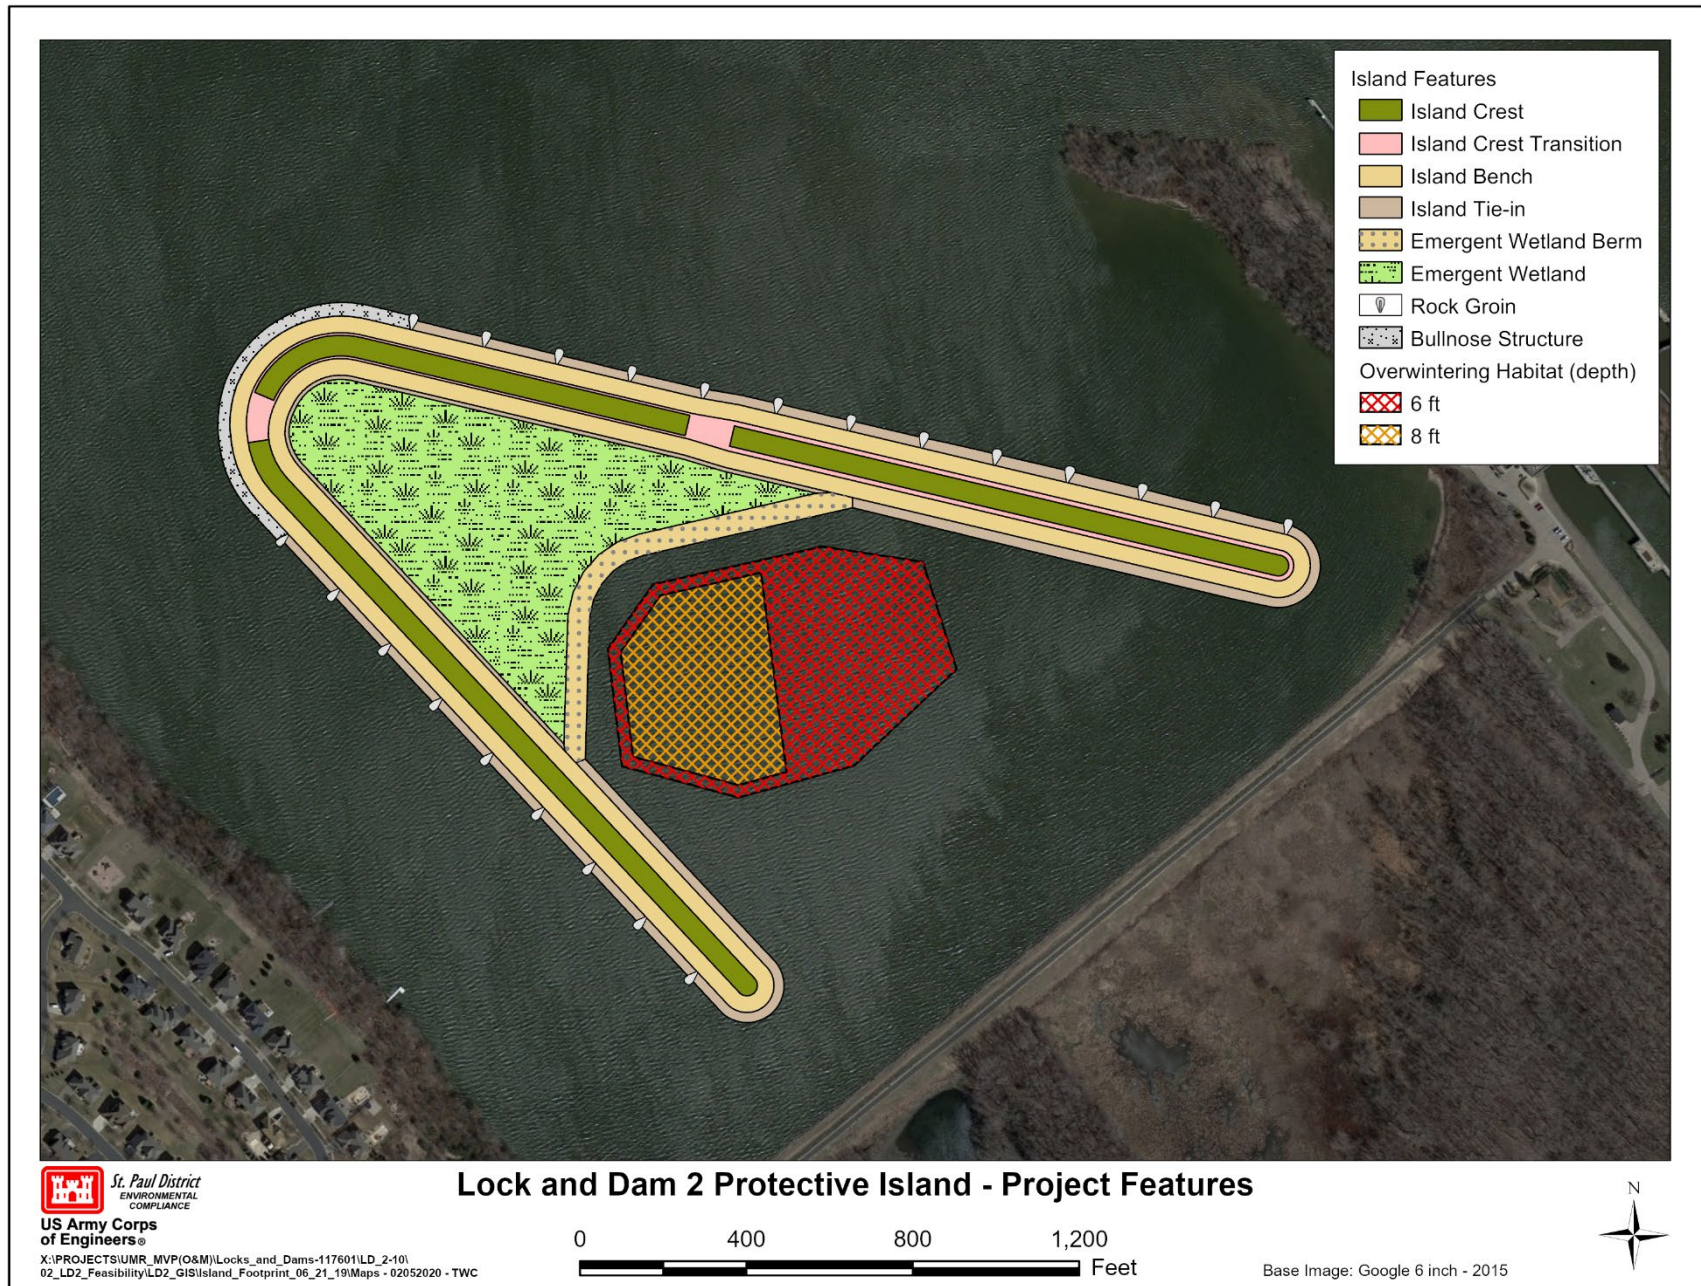 Island Features
Island Crest
Island Crest Transition
Island Bench
Island Tie-in
Emergent Wetland Berm
Emergent Wetland
Rock Groin
Bullnose Structure
Overwintering Habitat (depth)
6 ft
8 ft
Lock and Dam 2 Protective Island - Project Features
St. Paul District
ENVIRONMENTAL
COMPLIANCE
US Army Corps
of Engineers®
X:\PROJECTS\UMR_MVP(O&M)\Locks_and_Dams-117601\LD_2-10\
02_LD2_Feasibility\LD2_GIS\Island_Footprint_06_21_19\Maps - 02052020 - TWC
0 400 800 1,200
Feet
Base Image: Google 6 inch - 2015
N